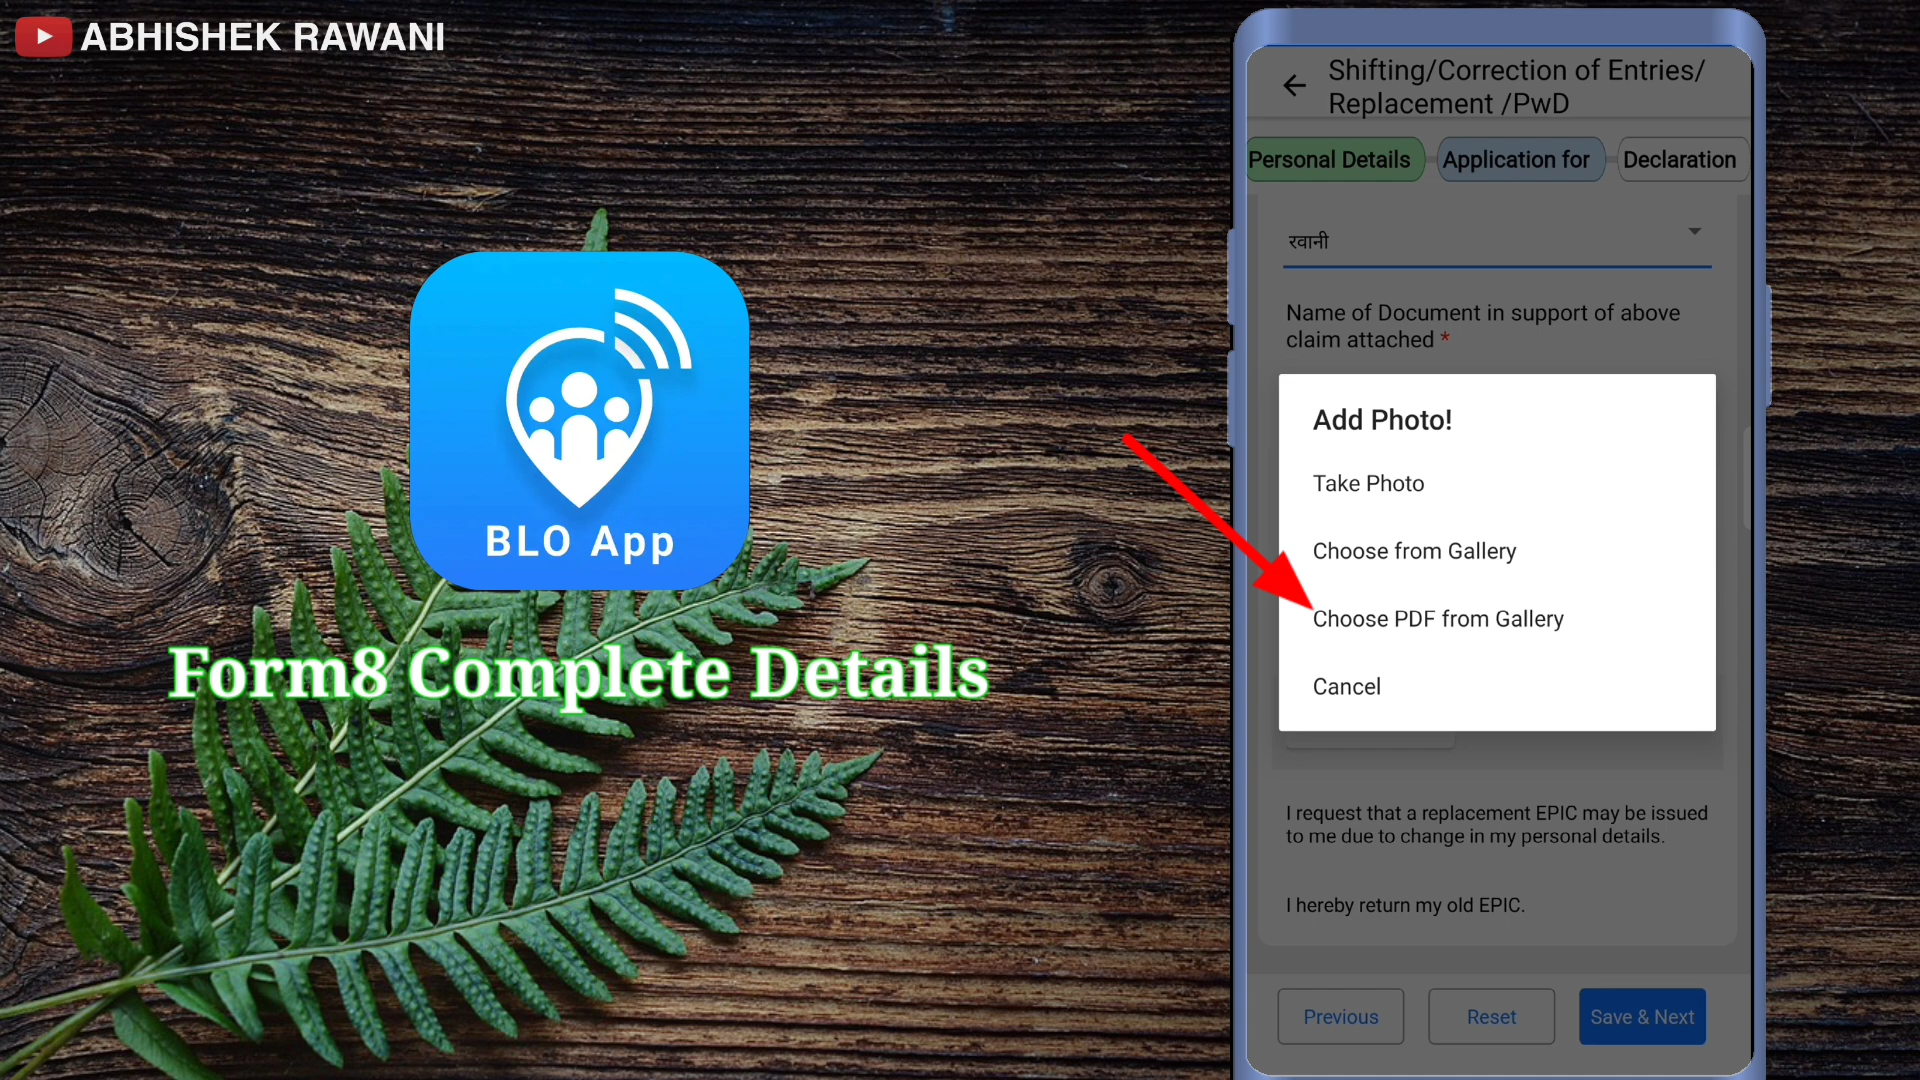 ABHISHEK RAWANI
BLO App
Form8 Complete Details
Shifting/Correction of Entries/
Replacement /PwD
Personal Details
Application for
Declaration
रवानी
Name of Document in support of above
claim attached *
Add Photo!
Take Photo
Choose from Gallery
Choose PDF from Gallery
Cancel
I request that a replacement EPIC may be issued
to me due to change in my personal details.
I hereby return my old EPIC.
Previous
Reset
Save & Next